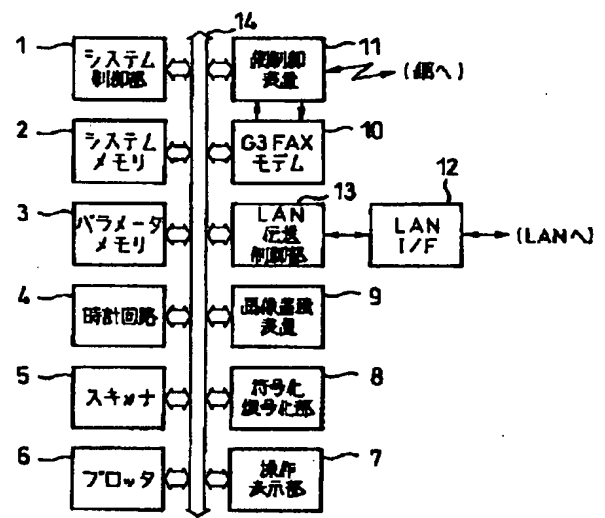 14
1
システム
制御部
11
網制御
装置
(網へ)
2
システム
メモリ
10
G3 FAX
モデム
3
パラメータ
メモリ
13
LAN
伝送
制御部
12
LAN
I/F
(LANへ)
4
時計回路
9
画像蓄積
装置
5
スキャナ
8
符号化
復号化部
6
プロッタ
7
操作
表示部